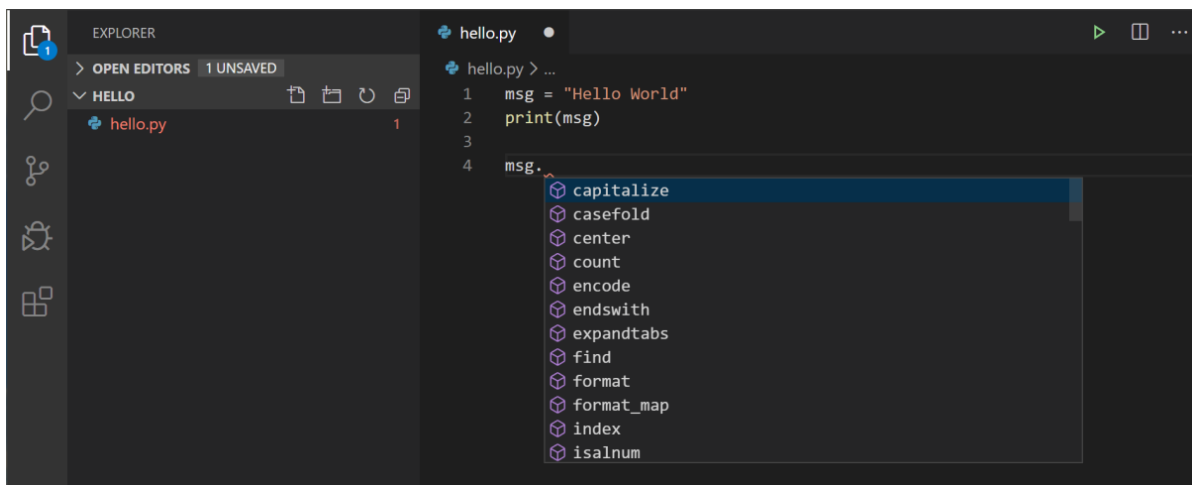 EXPLORER
OPEN EDITORS 1 UNSAVED
HELLO
hello.py 1
1
hello.py
hello.py > ...
1 msg = "Hello World"
2 print(msg)
3
4 msg.
capitalize
casefold
center
count
encode
endswith
expandtabs
find
format
format_map
index
isalnum